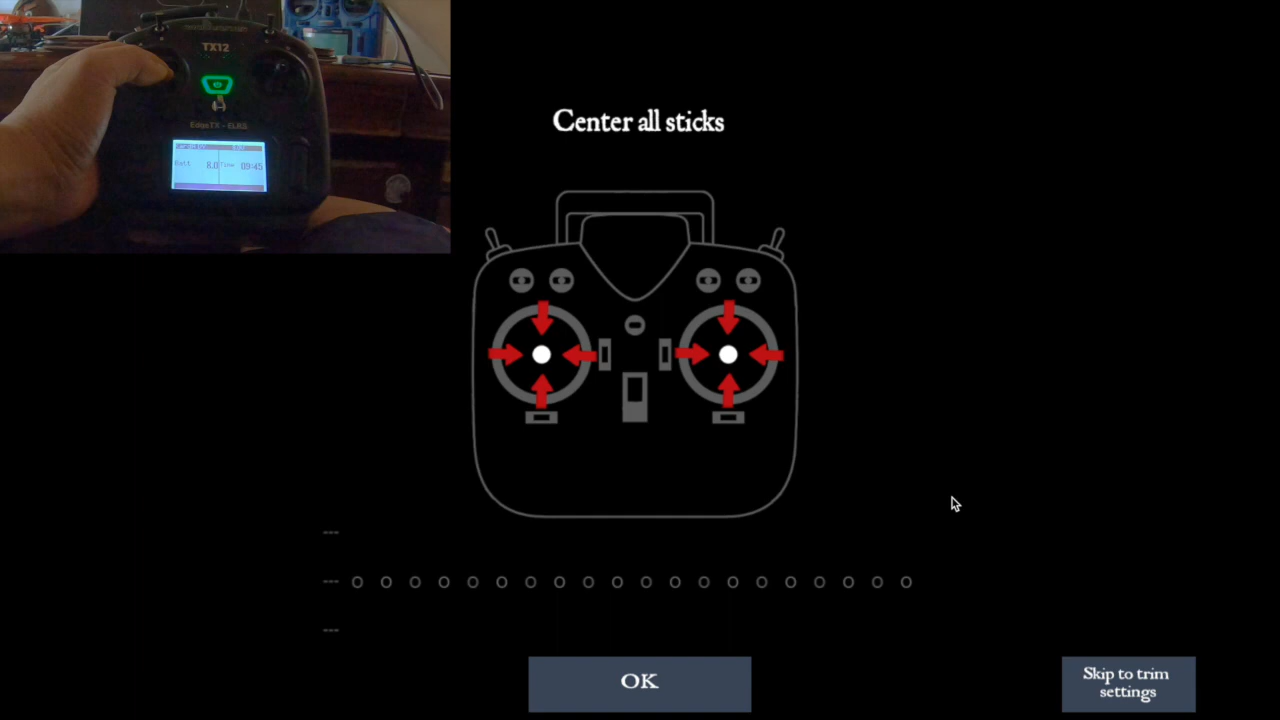 TX12
EdgeTX - ELRS
Batt 8.0 Time 09:45
Center all sticks
--- 
--- O O O O O O O O O O O O O O O O O O O O
---
OK
Skip to trim
settings